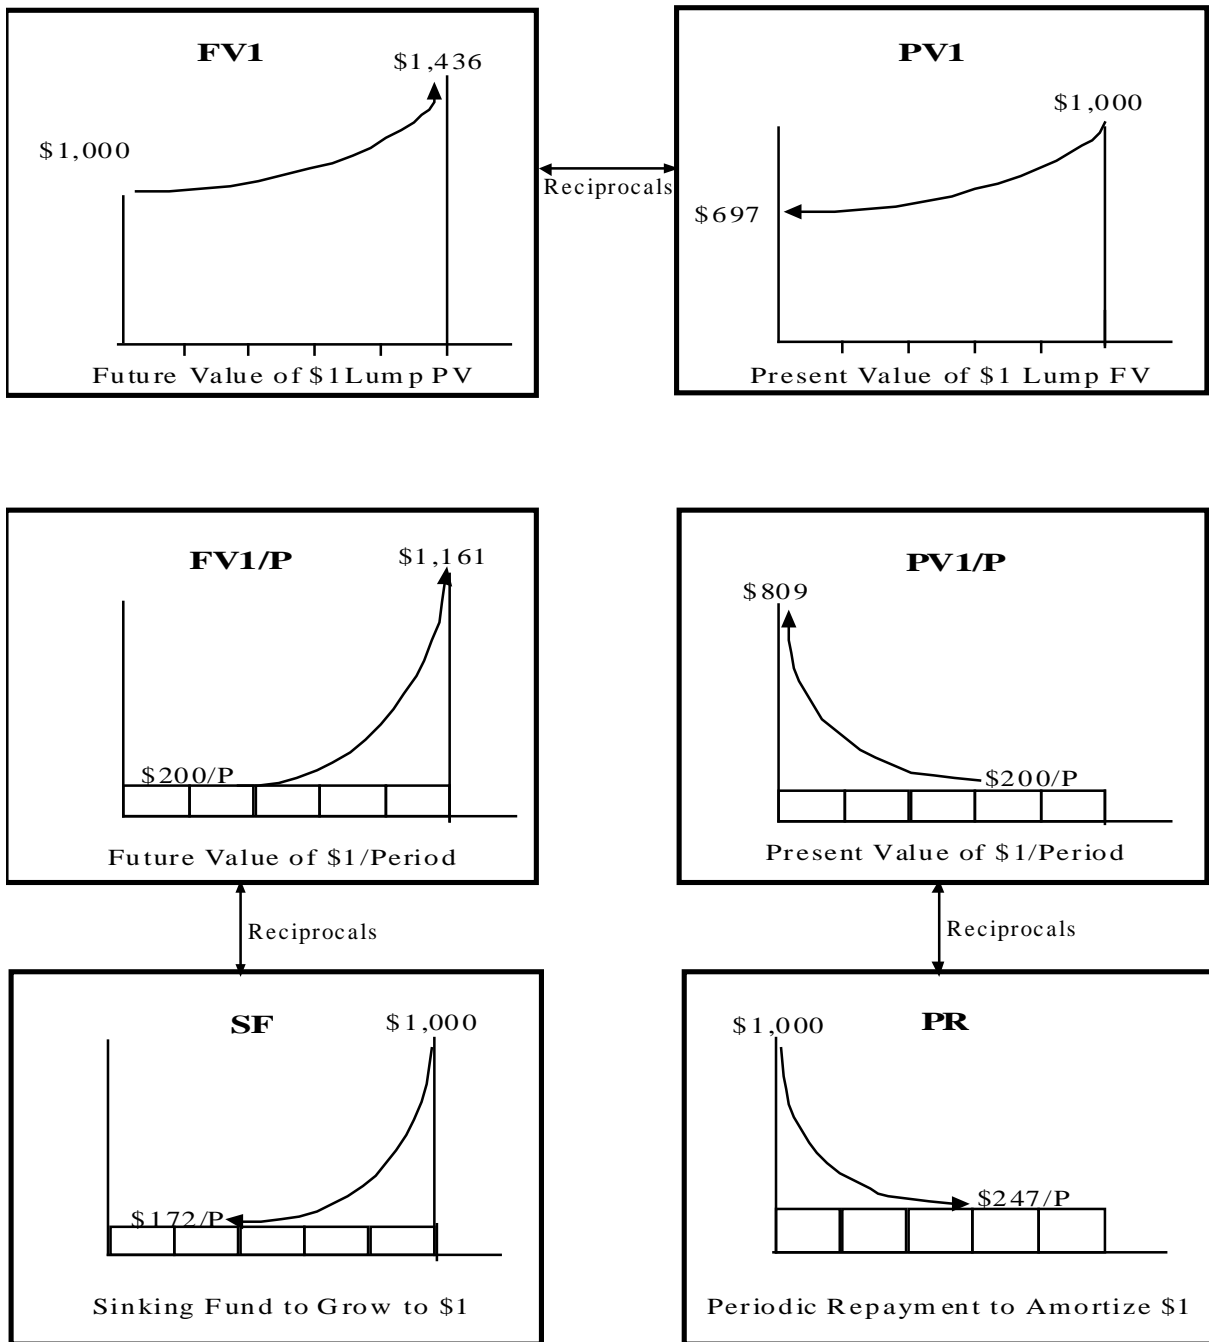 FV1
$1,436
$1,000
Future Value of $1Lump PV
Reciprocals
PV1
$1,000
$697
Present Value of $1 Lump FV
FV1/P
$1,161
$200/P
Future Value of $1/Period
PV1/P
$809
$200/P
Present Value of $1/Period
Reciprocals
Reciprocals
SF
$1,000
$172/P
Sinking Fund to Grow to $1
PR
$1,000
$247/P
Periodic Repayment to Amortize $1